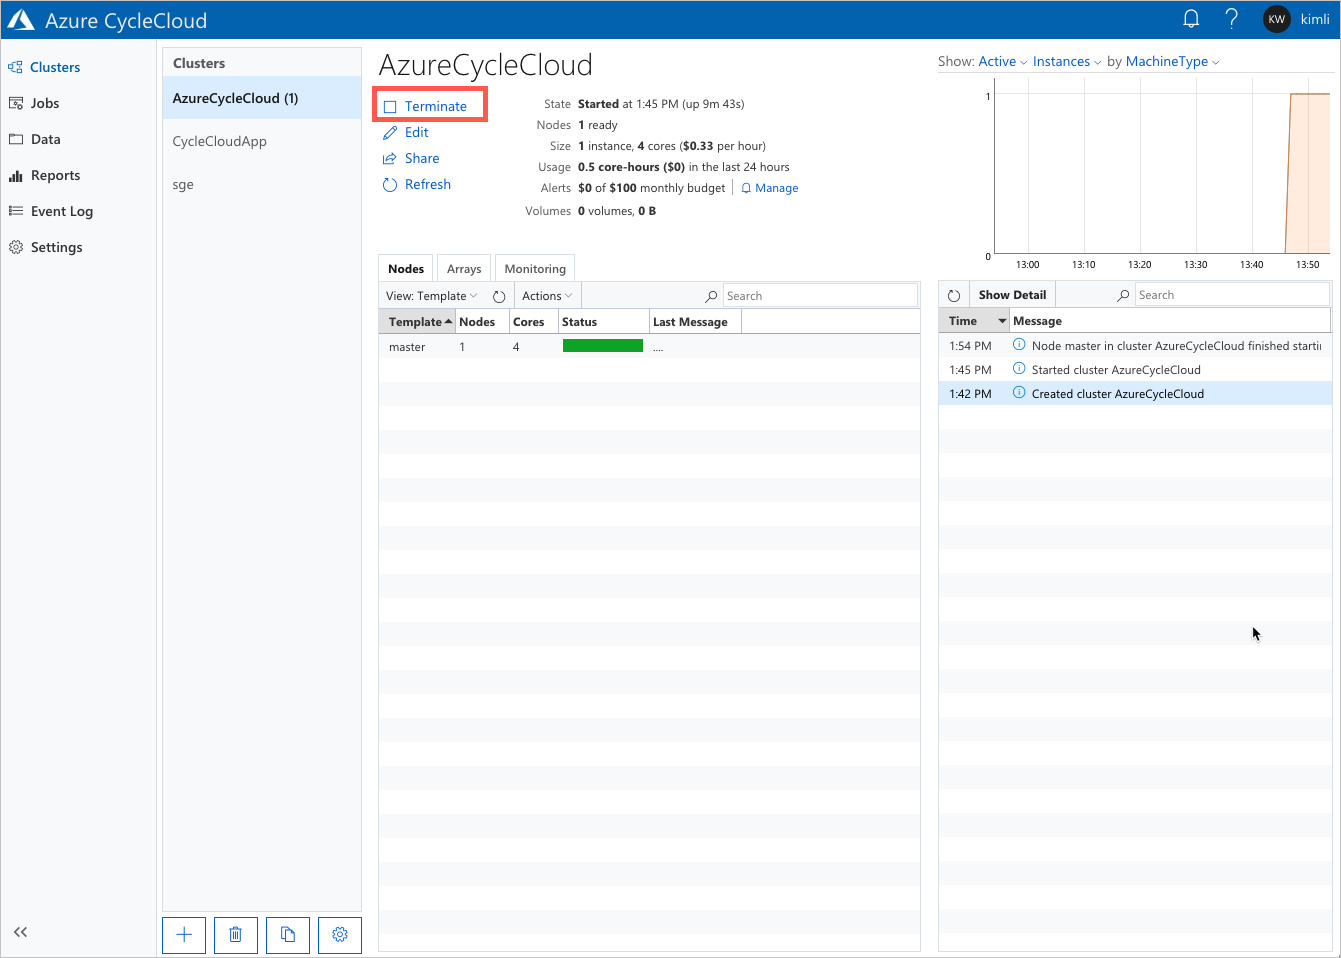 Azure CycleCloud
KW
kimli
Clusters
Jobs
Data
Reports
Event Log
Settings
Clusters
AzureCycleCloud (1)
CycleCloudApp
sge
AzureCycleCloud
Terminate
Edit
Share
Refresh
State Started at 1:45 PM (up 9m 43s)
Nodes 1 ready
Size 1 instance, 4 cores ($0.33 per hour)
Usage 0.5 core-hours ($0) in the last 24 hours
Alerts $0 of $100 monthly budget Manage
Volumes 0 volumes, 0 B
Show: Active Instances by MachineType
1
0
13:00 13:10 13:20 13:30 13:40 13:50
Nodes Arrays Monitoring
View: Template Actions Search
Template Nodes Cores Status Last Message
master 1 4 ....
Show Detail Search
Time Message
1:54 PM Node master in cluster AzureCycleCloud finished starti
1:45 PM Started cluster AzureCycleCloud
1:42 PM Created cluster AzureCycleCloud